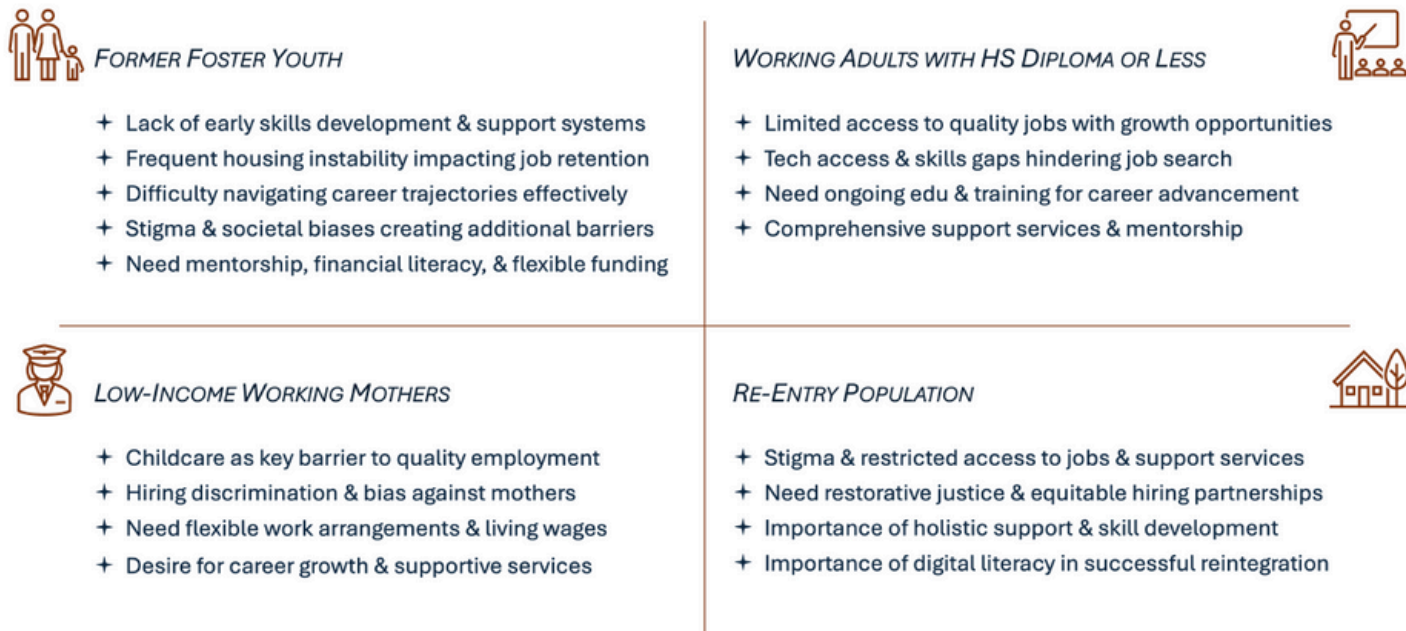 FORMER FOSTER YOUTH
+ Lack of early skills development & support systems
+ Frequent housing instability impacting job retention
+ Difficulty navigating career trajectories effectively
+ Stigma & societal biases creating additional barriers
+ Need mentorship, financial literacy, & flexible funding
WORKING ADULTS WITH HS DIPLOMA OR LESS
+ Limited access to quality jobs with growth opportunities
+ Tech access & skills gaps hindering job search
+ Need ongoing edu & training for career advancement
+ Comprehensive support services & mentorship
LOW-INCOME WORKING MOTHERS
+ Childcare as key barrier to quality employment
+ Hiring discrimination & bias against mothers
+ Need flexible work arrangements & living wages
+ Desire for career growth & supportive services
RE-ENTRY POPULATION
+ Stigma & restricted access to jobs & support services
+ Need restorative justice & equitable hiring partnerships
+ Importance of holistic support & skill development
+ Importance of digital literacy in successful reintegration